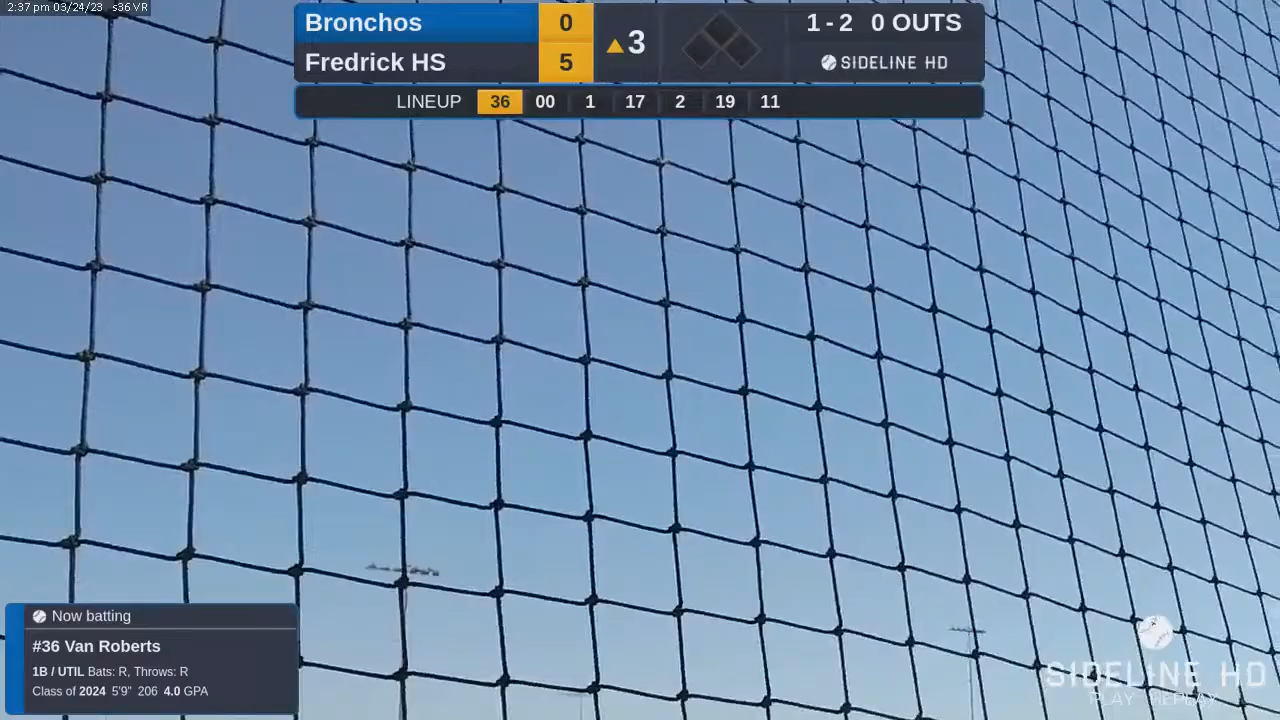 2:37 pm 03/24/23 s36 VR
Bronchos 0
Fredrick HS 5
3
1 - 2 0 OUTS
SIDELINE HD
LINEUP 36 00 1 17 2 19 11
Now batting
#36 Van Roberts
1B / UTIL Bats: R, Throws: R
Class of 2024 5'9" 206 4.0 GPA
SIDELINE HD
PLAY REPLAY